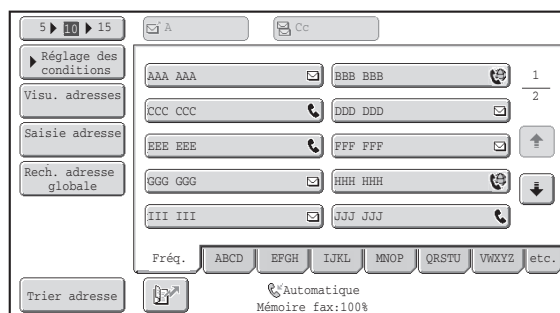 5 10 15
A
Cc
Réglage des
conditions
Visu. adresses
Saisie adresse
Rech. adresse
globale
Trier adresse
AAA AAA
BBB BBB
CCC CCC
DDD DDD
EEE EEE
FFF FFF
GGG GGG
HHH HHH
III III
JJJ JJJ
1
2
Fréq. ABCD EFGH IJKL MNOP QRSTU VWXYZ etc.
Automatique
Mémoire fax:100%